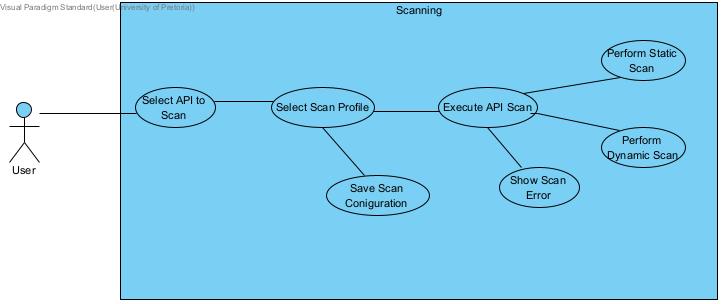 Visual Paradigm Standard(User(University of Pretoria))
Scanning
Perform Static
Scan
Select API to
Scan
Select Scan Profile
Execute API Scan
Perform
Dynamic Scan
User
Save Scan
Coniguration
Show Scan
Error